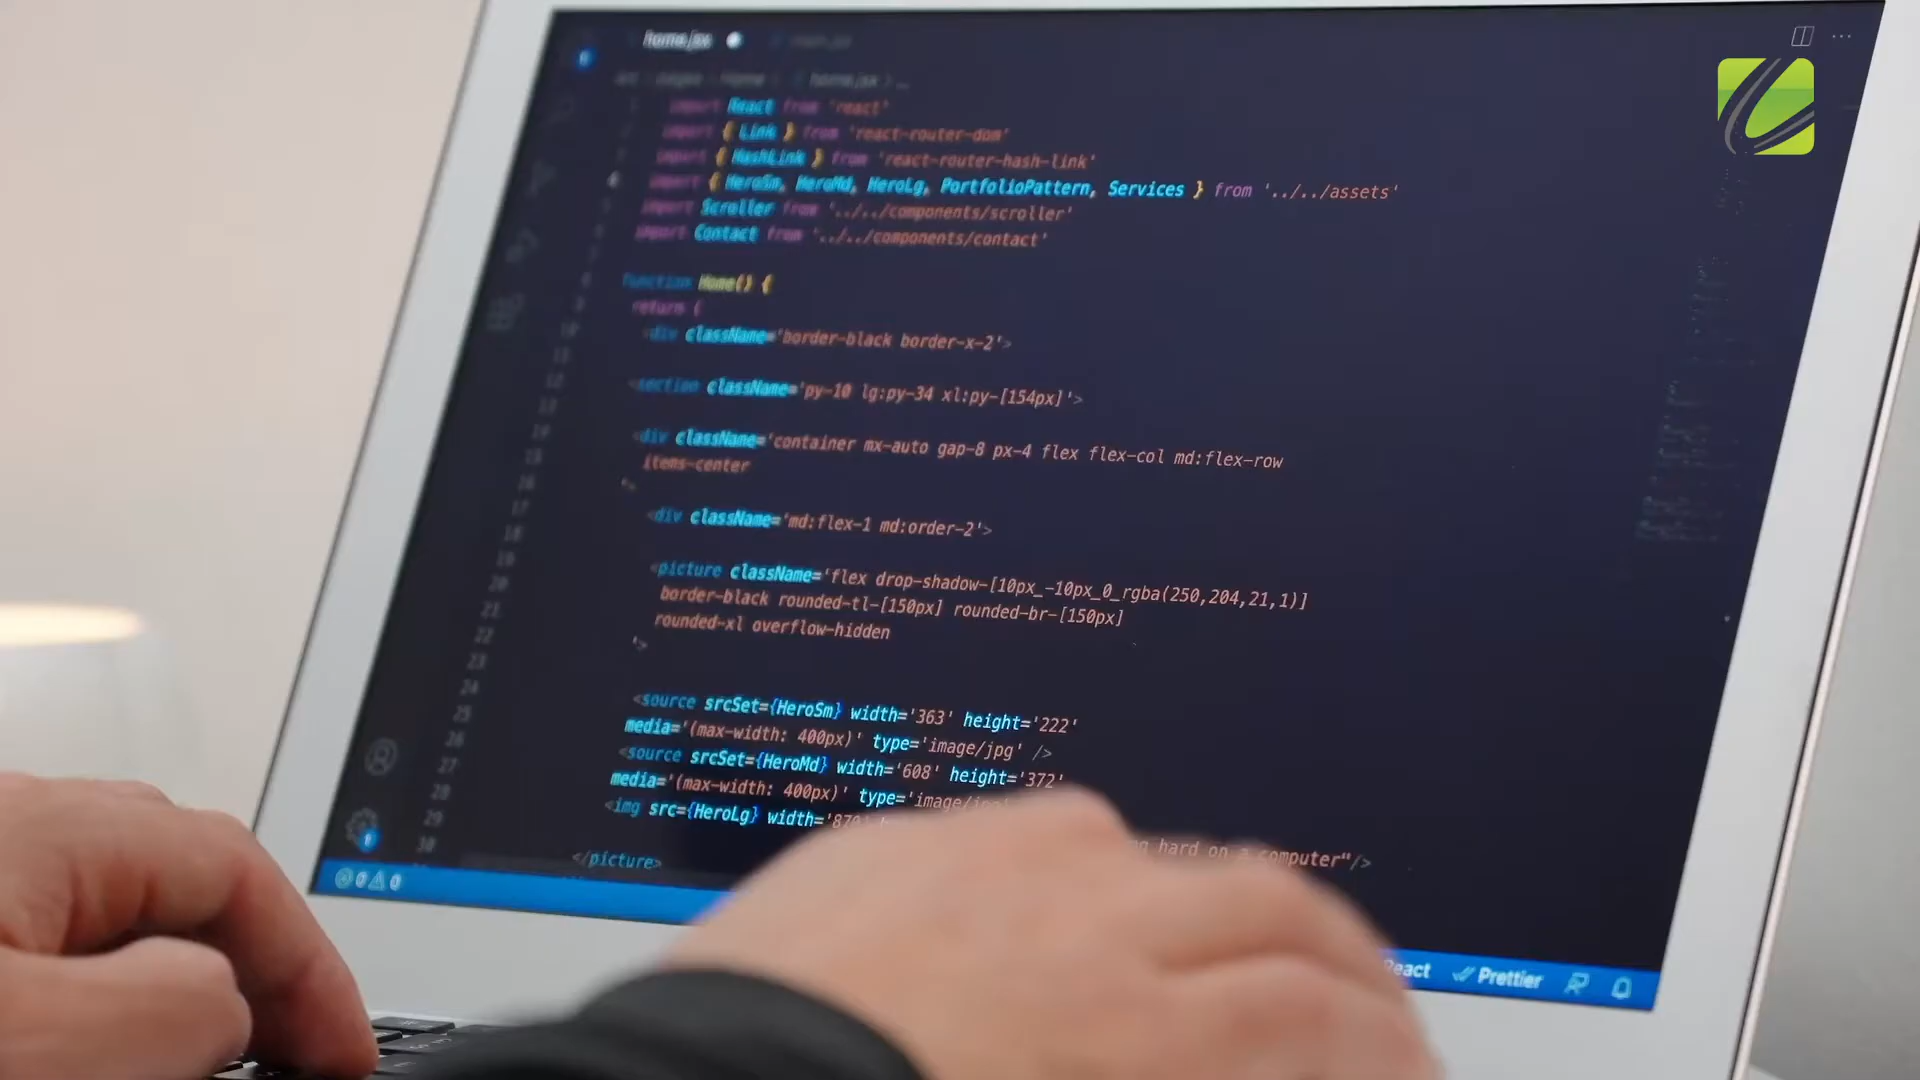 home.jsx
import React from 'react'
import { Link } from 'react-router-dom'
import { HashLink } from 'react-router-hash-link'
import { HeroSm, HeroMd, HeroLg, PortfolioPattern, Services } from '../../assets'
import Scroller from '../../components/scroller'
import Contact from '../../components/contact'
function Home() {
return (
<div className='border-black border-x-2'>
<section className='py-10 lg:py-34 xl:py-[154px]'>
<div className='container mx-auto gap-8 px-4 flex flex-col md:flex-row
items-center
'>
<div className='md:flex-1 md:order-2'>
<picture className='flex drop-shadow-[10px_-10px_0_rgba(250,204,21,1)]
border-black rounded-tl-[150px] rounded-br-[150px]
rounded-xl overflow-hidden
'>
<source srcSet={HeroSm} width='363' height='222'
media='(max-width: 400px)' type='image/jpg' />
<source srcSet={HeroMd} width='608' height='372'
media='(max-width: 400px)' type='image/jpg'
<img src={HeroLg} width= hard on a computer"/>
</picture>
0 0
React Prettier